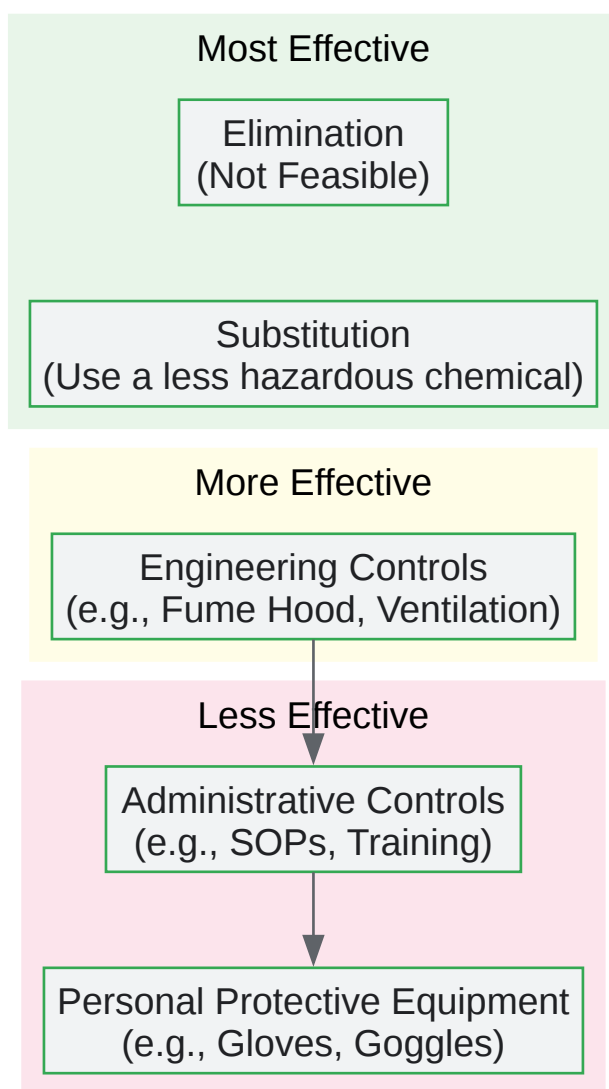 Most Effective
Elimination
(Not Feasible)
Substitution
(Use a less hazardous chemical)
More Effective
Engineering Controls
(e.g., Fume Hood, Ventilation)
Less Effective
Administrative Controls
(e.g., SOPs, Training)
Personal Protective Equipment
(e.g., Gloves, Goggles)